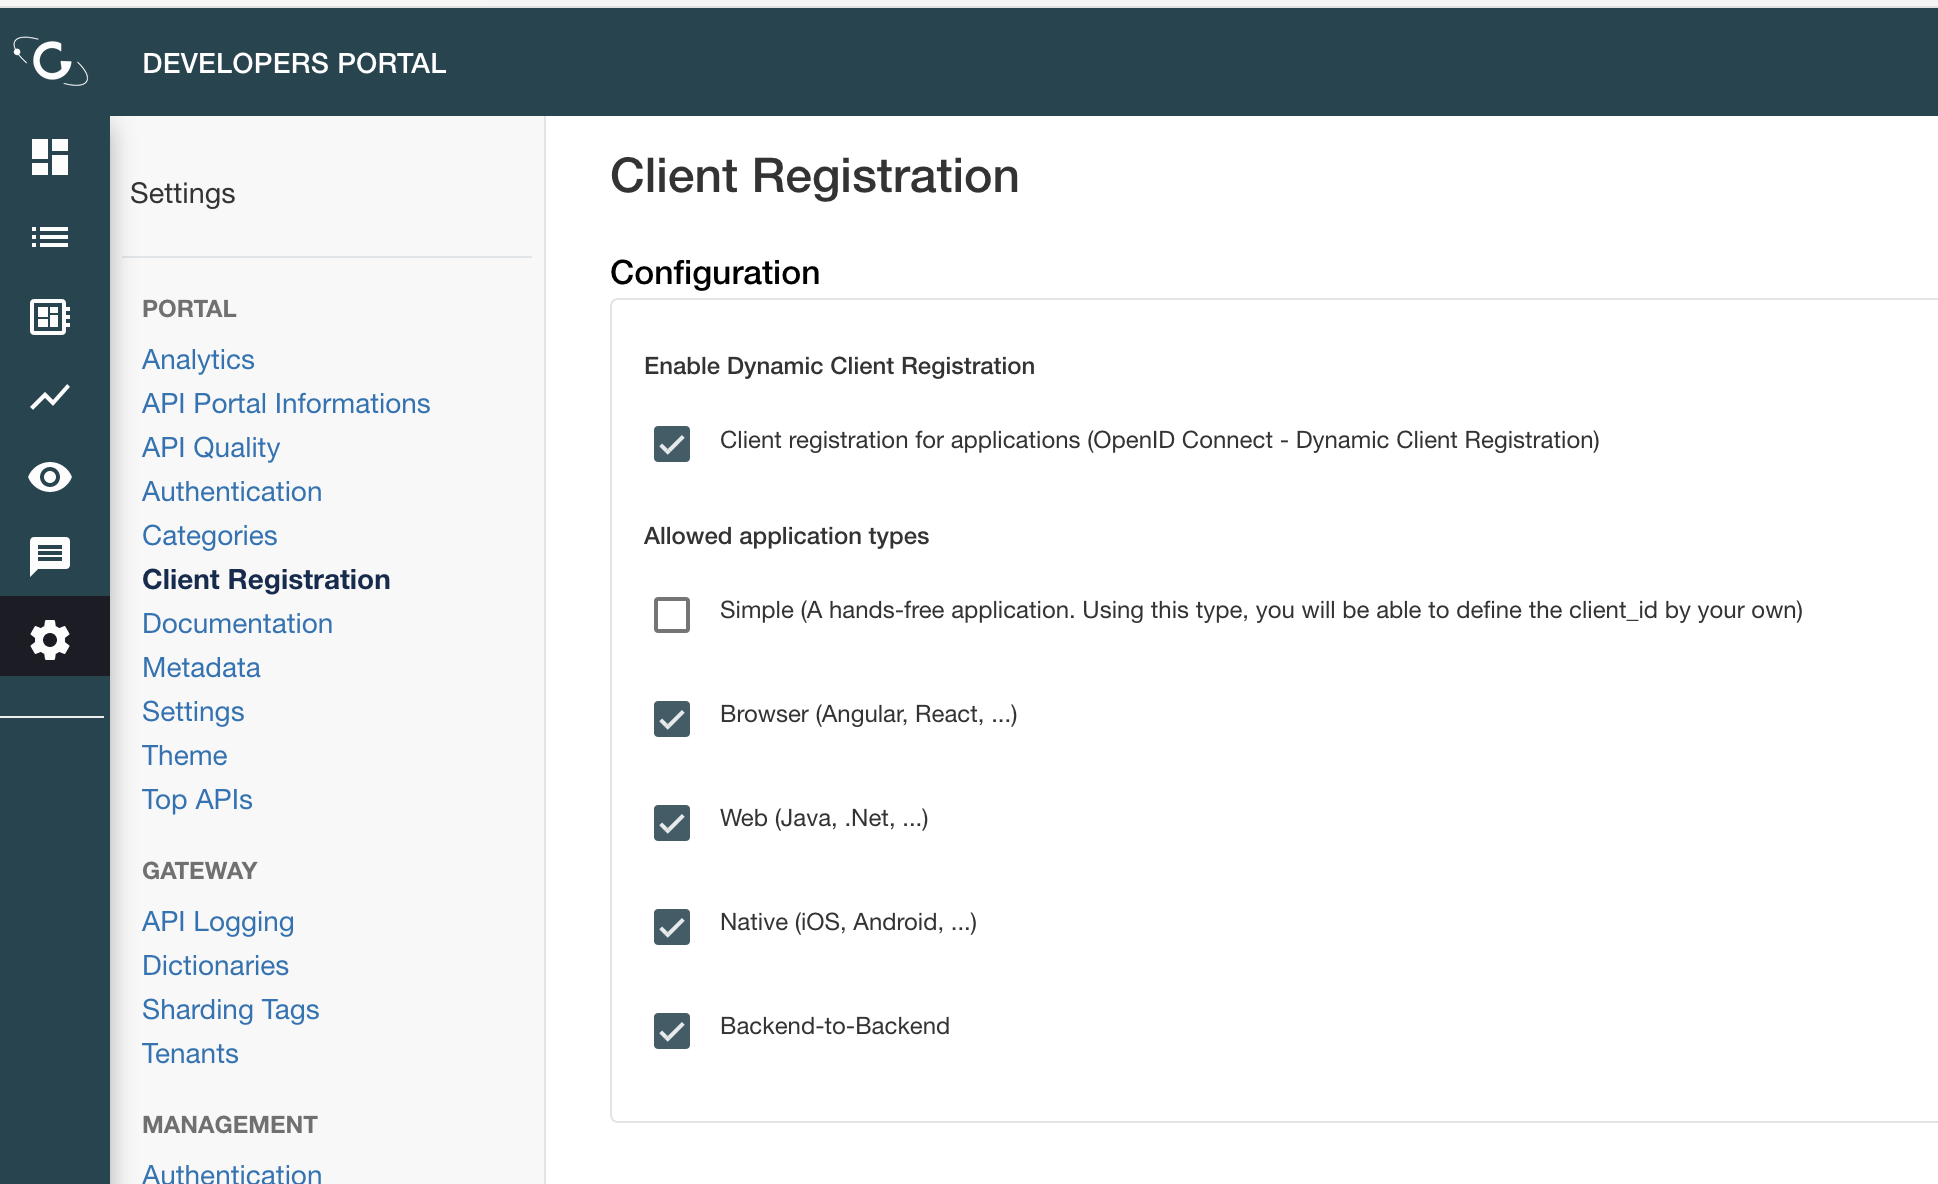 DEVELOPERS PORTAL
Settings
PORTAL
Analytics
API Portal Informations
API Quality
Authentication
Categories
Client Registration
Documentation
Metadata
Settings
Theme
Top APIs
GATEWAY
API Logging
Dictionaries
Sharding Tags
Tenants
MANAGEMENT
Authentication
Client Registration
Configuration
Enable Dynamic Client Registration
Client registration for applications (OpenID Connect - Dynamic Client Registration)
Allowed application types
Simple (A hands-free application. Using this type, you will be able to define the client_id by your own)
Browser (Angular, React, ...)
Web (Java, .Net, ...)
Native (iOS, Android, ...)
Backend-to-Backend